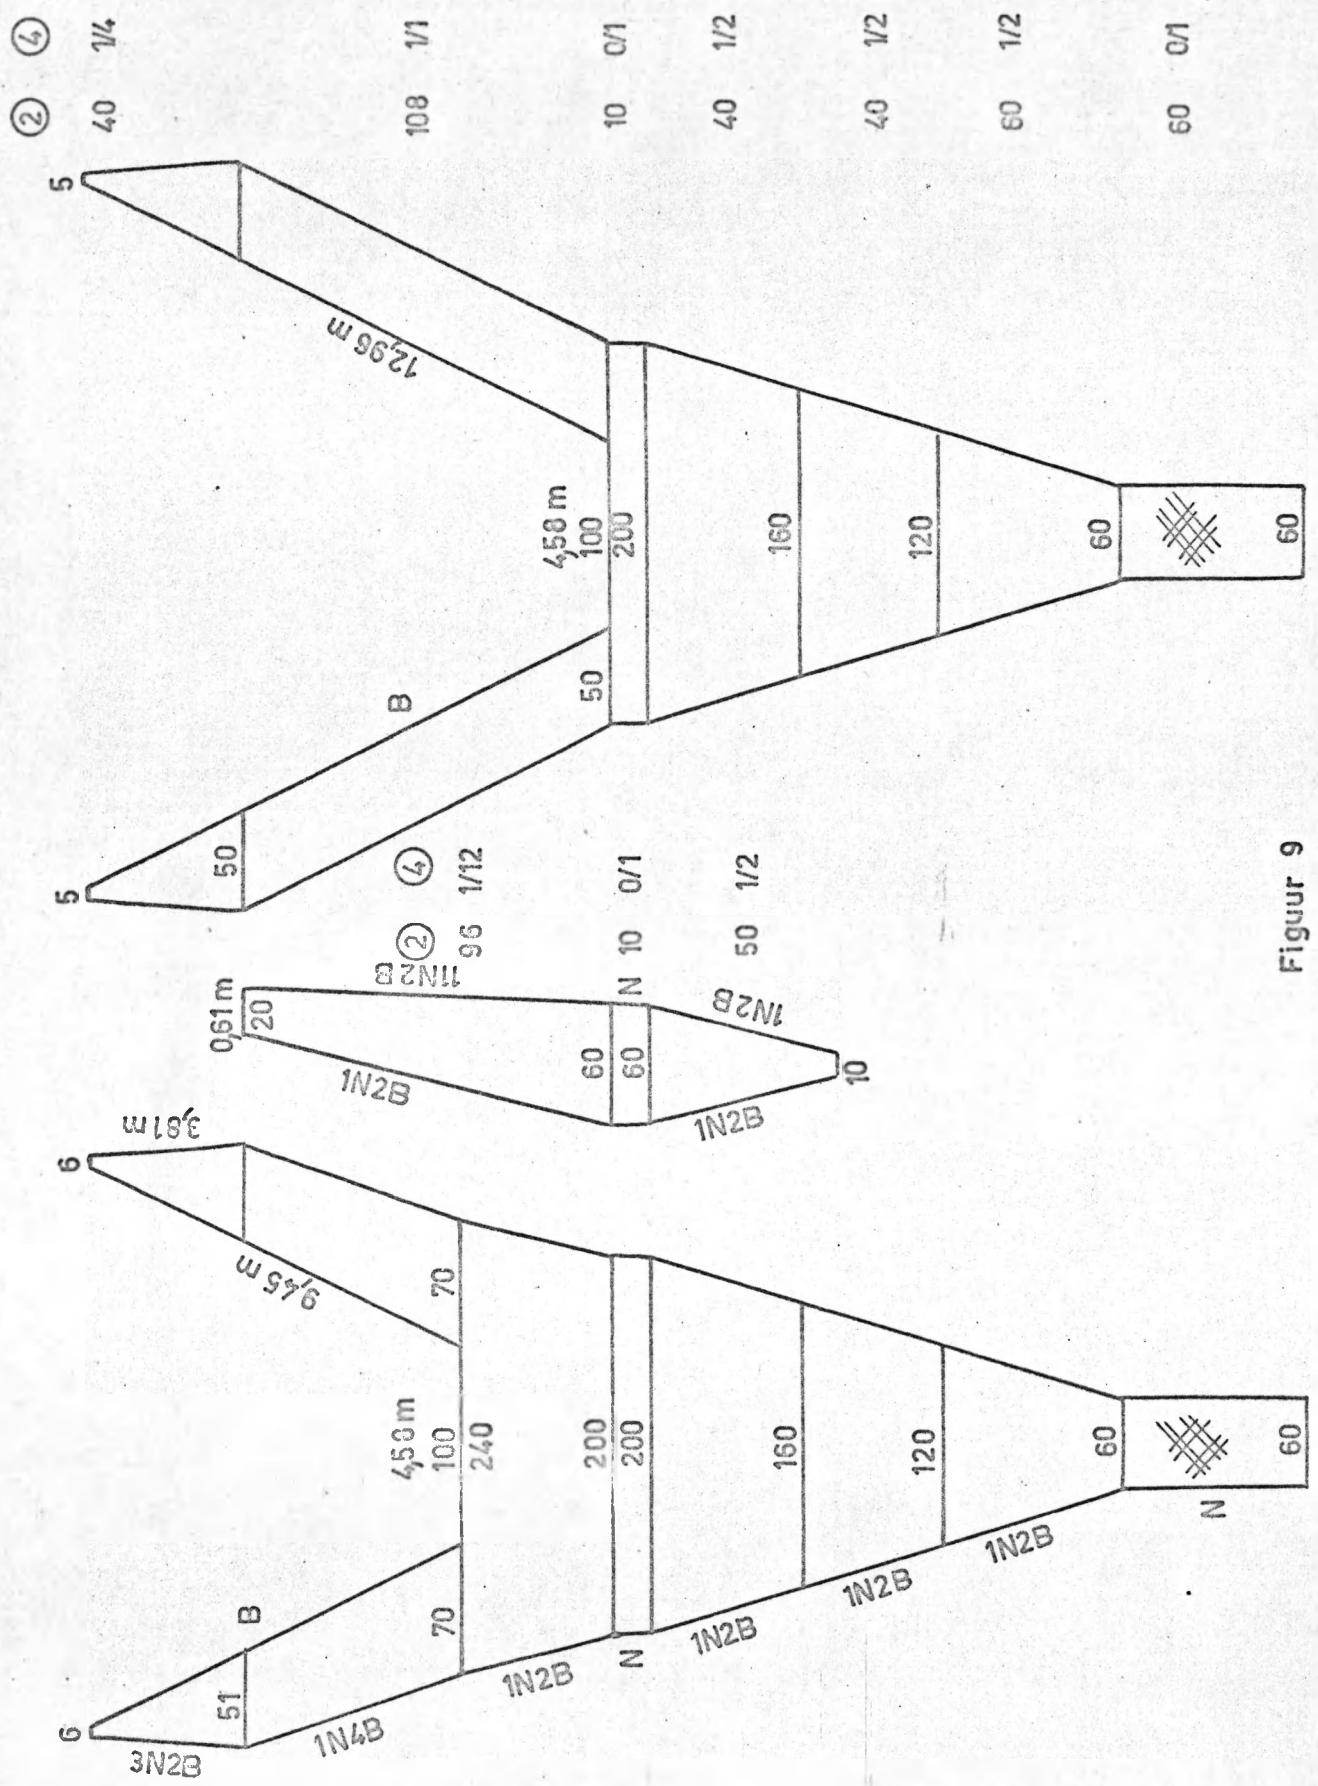 ② ④
40 1/4
108 1/1
10 0/1
40 1/2
40 1/2
60 1/2
60 0/1
5
12,96 m
4,58 m
100
200
160
120
60
60
B
50
5
50
② ④
96 1/12
N 10 0/1
50 1/2
0,61 m
20
11N2B
1N2B
60
60
1N2B
1N2B
10
6
3,81 m
9,45 m
70
4,58 m
100
240
200
200
160
120
60
60
6
3N2B
51
B
70
1N4B
1N2B
N
1N2B
1N2B
1N2B
N
Figuur 9